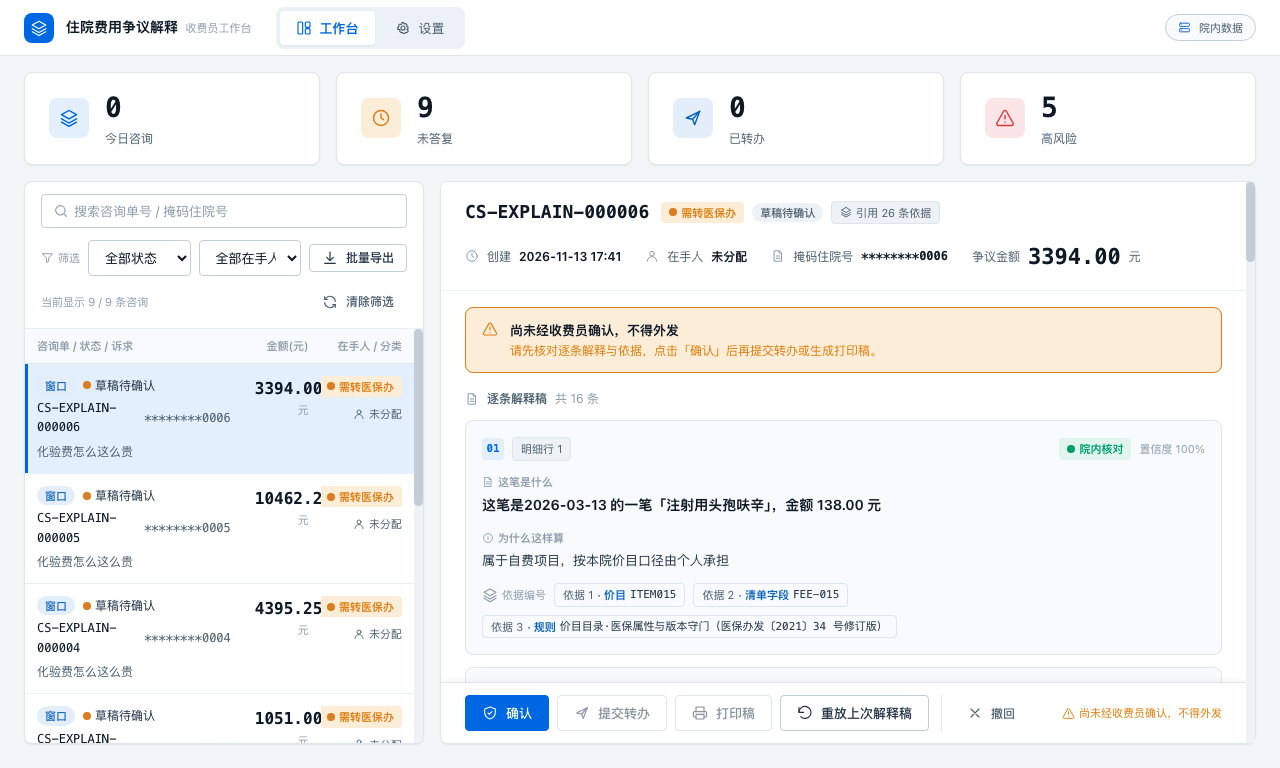 住院费用争议解释 收费员工作台
工作台
设置
院内数据
0
今日咨询
9
未答复
0
已转办
5
高风险
搜索咨询单号 / 掩码住院号
筛选 全部状态 全部在手人 批量导出
当前显示 9 / 9 条咨询 清除筛选
咨询单 / 状态 / 诉求 金额(元) 在手人 / 分类
窗口 草稿待确认 3394.00 需转医保办
CS-EXPLAIN-000006 ********0006 元 未分配
化验费怎么这么贵
窗口 草稿待确认 10462.2 需转医保办
CS-EXPLAIN-000005 ********0005 元 未分配
化验费怎么这么贵
窗口 草稿待确认 4395.25 需转医保办
CS-EXPLAIN-000004 ********0004 元 未分配
化验费怎么这么贵
窗口 草稿待确认 1051.00 需转医保办
CS-EXPLAIN- 元 未分配
CS-EXPLAIN-000006 需转医保办 草稿待确认 引用 26 条依据
创建 2026-11-13 17:41 在手人 未分配 掩码住院号 ********0006 争议金额 3394.00 元
尚未经收费员确认，不得外发
请先核对逐条解释与依据，点击「确认」后再提交转办或生成打印稿。
逐条解释稿 共 16 条
01 明细行 1 院内核对 置信度 100%
这笔是什么
这笔是2026-03-13 的一笔「注射用头孢呋辛」，金额 138.00 元
为什么这样算
属于自费项目，按本院价目口径由个人承担
依据编号 依据 1 · 价目 ITEM015 依据 2 · 清单字段 FEE-015
依据 3 · 规则 价目目录·医保属性与版本守门（医保办发〔2021〕34 号修订版）
确认 提交转办 打印稿 重放上次解释稿 撤回 尚未经收费员确认，不得外发